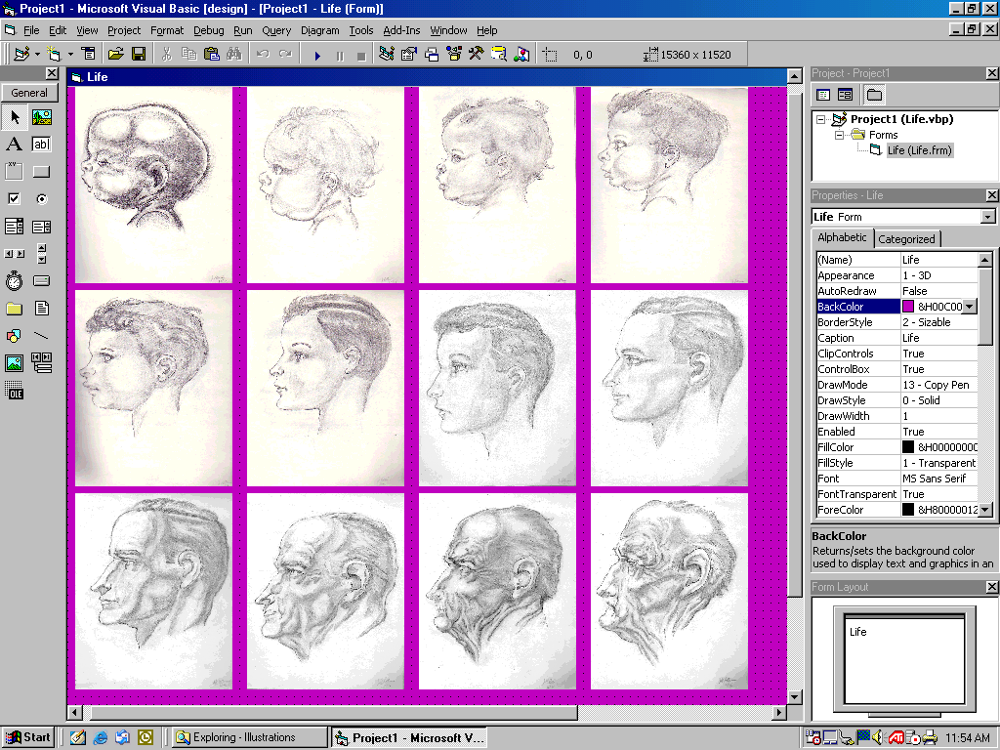 Project1 - Microsoft Visual Basic [design] - [Project1 - Life (Form)]
File Edit View Project Format Debug Run Query Diagram Tools Add-Ins Window Help
0, 0
15360 x 11520
General
A
abl
xv
OLE
Life
Project - Project1
Project1 (Life.vbp)
Forms
Life (Life.frm)
Properties - Life
Life Form
Alphabetic Categorized
(Name) Life
Appearance 1 - 3D
AutoRedraw False
BackColor &H00C00
BorderStyle 2 - Sizable
Caption Life
ClipControls True
ControlBox True
DrawMode 13 - Copy Pen
DrawStyle 0 - Solid
DrawWidth 1
Enabled True
FillColor &H00000000
FillStyle 1 - Transparent
Font MS Sans Serif
FontTransparent True
ForeColor &H80000012
BackColor
Returns/sets the background color
used to display text and graphics in an
Form Layout
Life
Start
Exploring - Illustrations
Project1 - Microsoft V...
11:54 AM